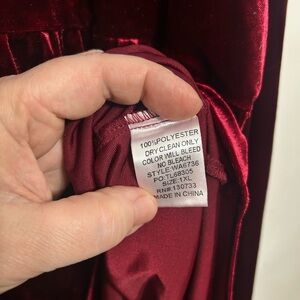 100%POLYESTER
DRY CLEAN ONLY
COLOR WILL BLEED
NO BLEACH
STYLE:WA6736
PO:TL68305
SIZE:1XL
RN#:130733
MADE IN CHINA